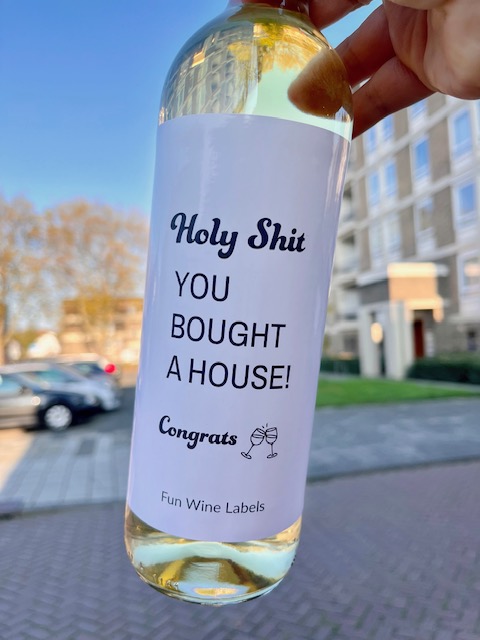 Holy Shit
YOU
BOUGHT
A HOUSE!
Congrats
Fun Wine Labels